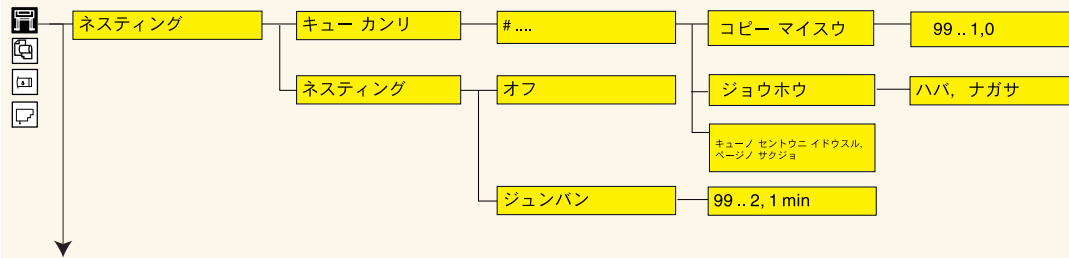 ネスティング
キュー カンリ
# ....
コピー マイスウ
99 .. 1,0
ネスティング
オフ
ジョウホウ
ハバ, ナガサ
キューノ セントウニ イドウスル,
ページノ サクジョ
ジュンバン
99 .. 2, 1 min